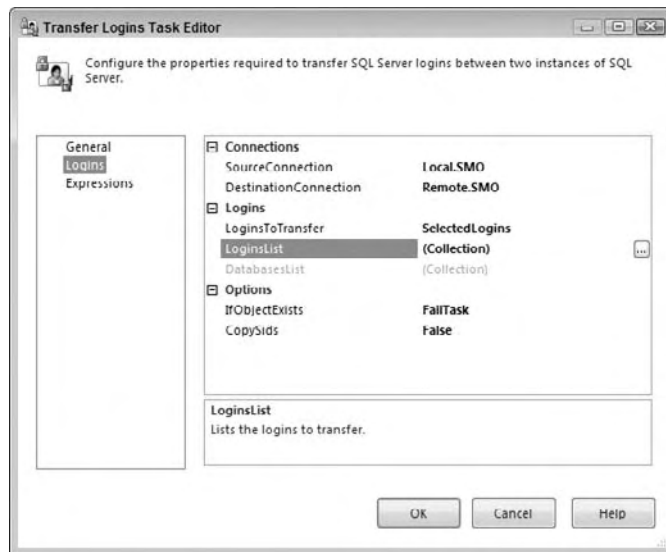 Transfer Logins Task Editor
Configure the properties required to transfer SQL Server logins between two instances of SQL
Server.
General
Logins
Expressions
Connections
SourceConnection Local.SMO
DestinationConnection Remote.SMO
Logins
LoginsToTransfer SelectedLogins
LoginsList (Collection) ...
DatabasesList (Collection)
Options
IfObjectExists FailTask
CopySids False
LoginsList
Lists the logins to transfer.
OK Cancel Help